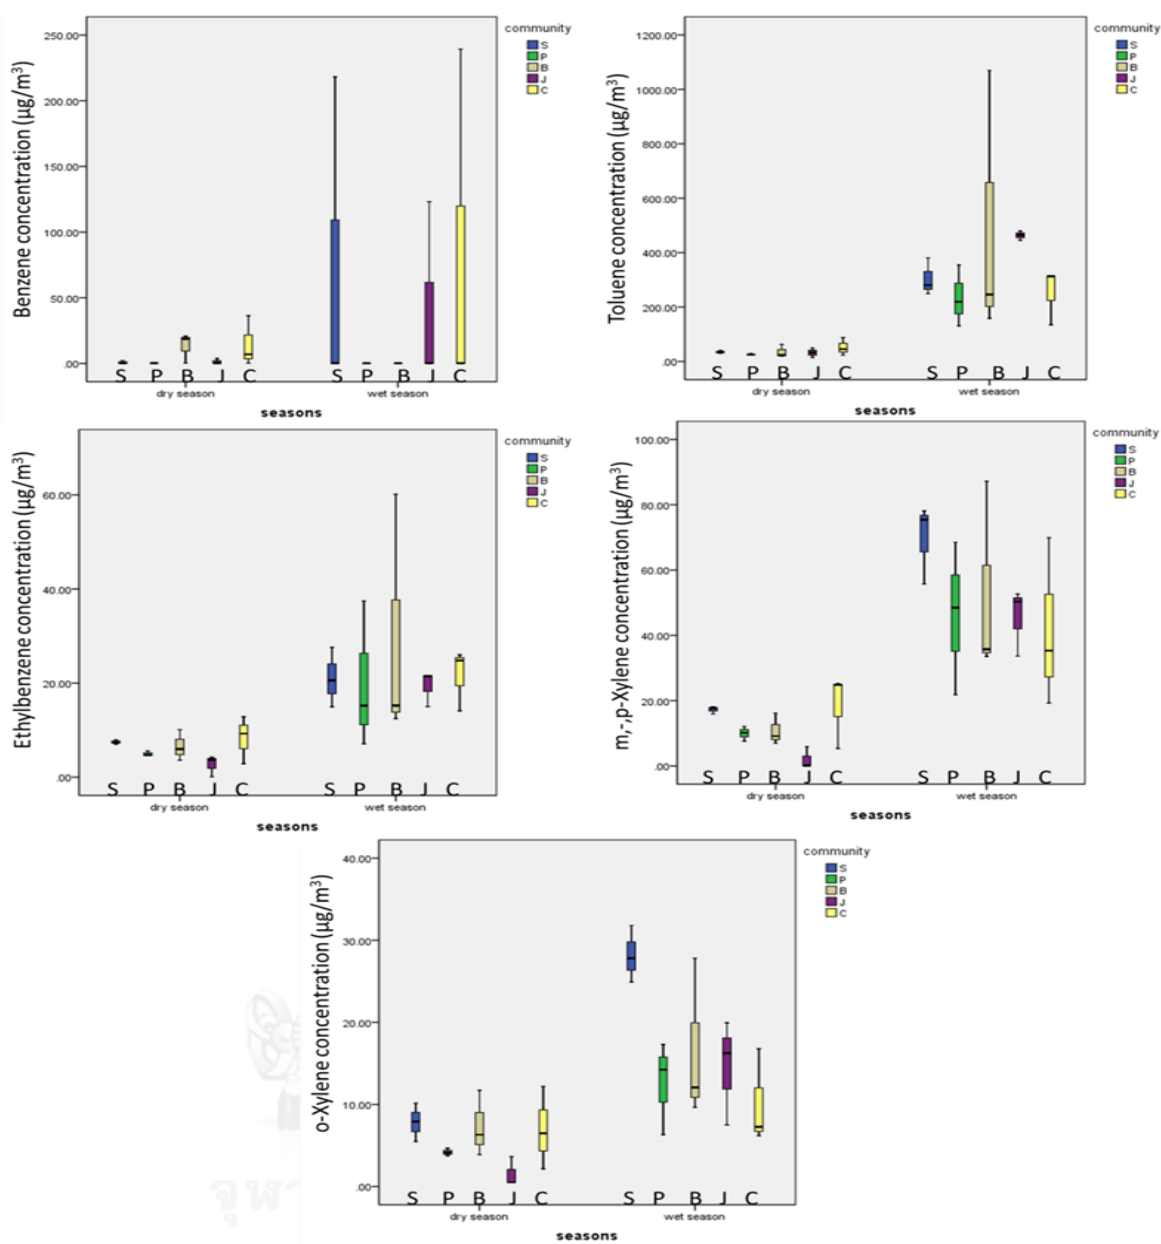 Benzene concentration (µg/m³)
250.00
200.00
150.00
100.00
50.00
.00
S P B J C S P B J C
dry season wet season
seasons
community
S
P
B
J
C
Toluene concentration (µg/m³)
1200.00
1000.00
800.00
600.00
400.00
200.00
.00
S P B J C S P B J C
dry season wet season
seasons
community
S
P
B
J
C
Ethylbenzene concentration (µg/m³)
60.00
40.00
20.00
.00
S P B J C S P B J C
dry season wet season
seasons
community
S
P
B
J
C
m,-,p-Xylene concentration (µg/m³)
100.00
80.00
60.00
40.00
20.00
.00
S P B J C S P B J C
dry season wet season
seasons
community
S
P
B
J
C
o-Xylene concentration (µg/m³)
40.00
30.00
20.00
10.00
.00
S P B J C S P B J C
dry season wet season
seasons
community
S
P
B
J
C